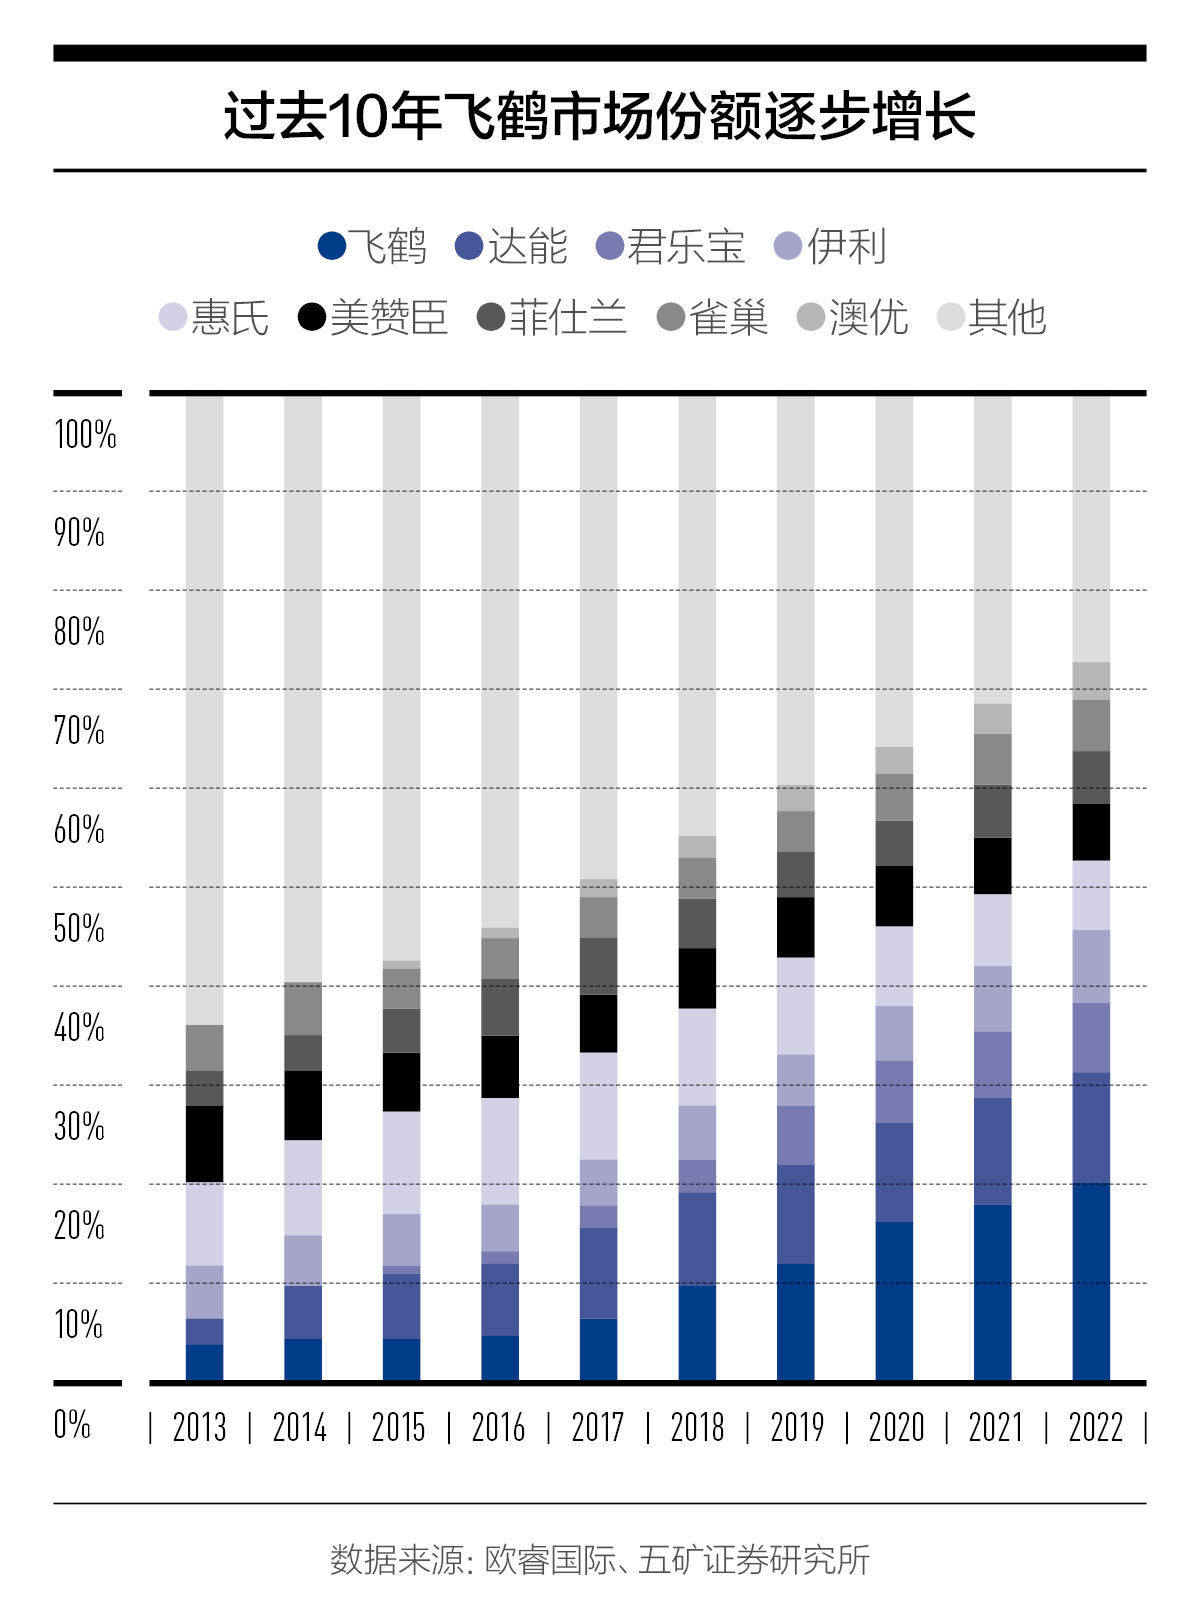 过去10年飞鹤市场份额逐步增长
飞鹤 达能 君乐宝 伊利
惠氏 美赞臣 菲仕兰 雀巢 澳优 其他
100%
90%
80%
70%
60%
50%
40%
30%
20%
10%
0% | 2013 | 2014 | 2015 | 2016 | 2017 | 2018 | 2019 | 2020 | 2021 | 2022 |
数据来源：欧睿国际、五矿证券研究所